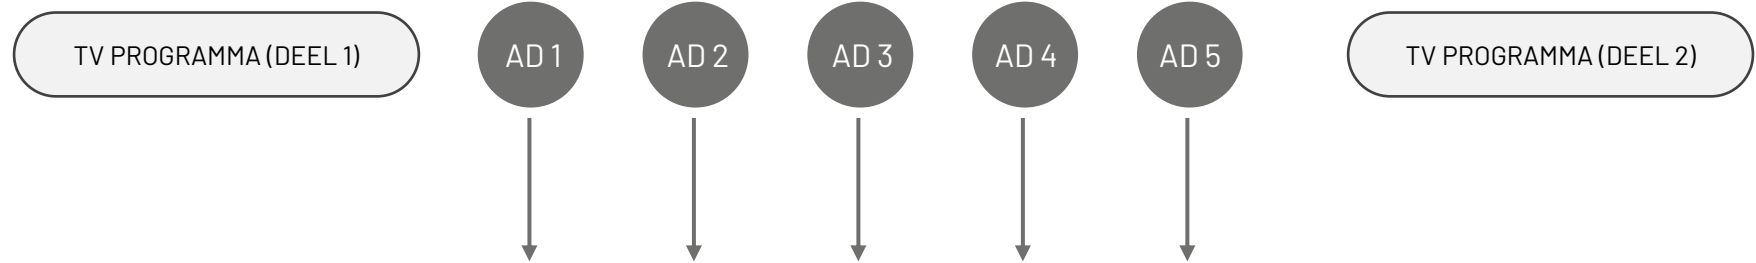 TV PROGRAMMA (DEEL 1)
AD 1
AD 2
AD 3
AD 4
AD 5
TV PROGRAMMA (DEEL 2)